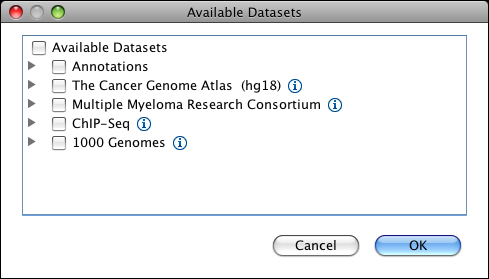 Available Datasets
Available Datasets
Annotations
The Cancer Genome Atlas (hg18)
Multiple Myeloma Research Consortium
ChIP-Seq
1000 Genomes
Cancel OK